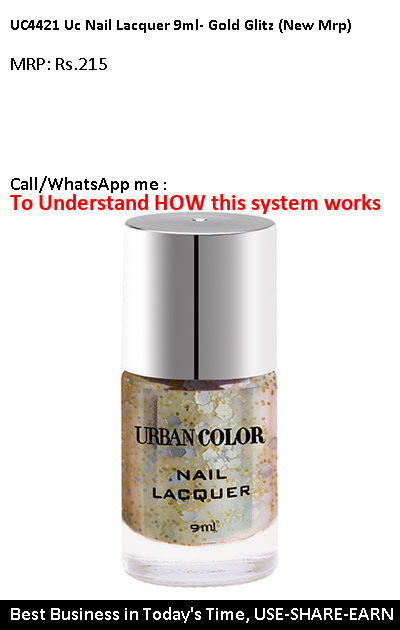 UC4421 Uc Nail Lacquer 9ml- Gold Glitz (New Mrp)
MRP: Rs.215
Call/WhatsApp me :
To Understand HOW this system works
URBAN COLOR
NAIL
LACQUER
9ml
Best Business in Today's Time, USE-SHARE-EARN